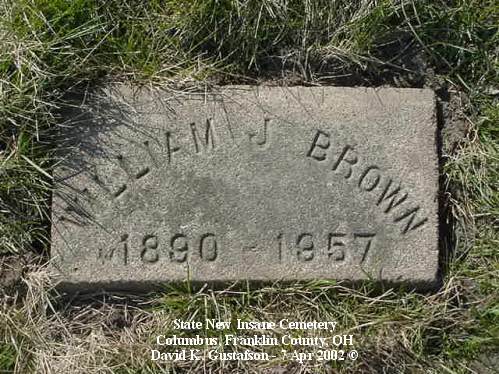 WILLIAM J BROWN
1890 - 1957
State New Insane Cemetery
Columbus, Franklin County, OH
David K. Gustafson - 7 Apr 2002 ©